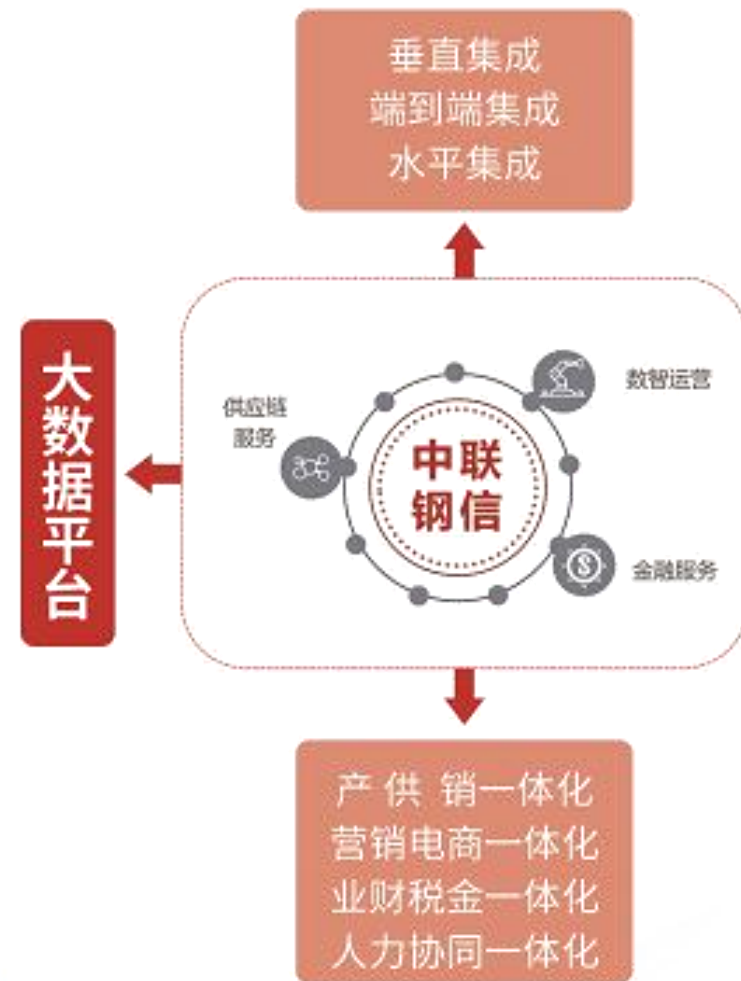 垂直集成
端到端集成
水平集成
大数据平台
供应链
服务
数智运营
中联
钢信
金融服务
产 供 销一体化
营销电商一体化
业财税金一体化
人力协同一体化